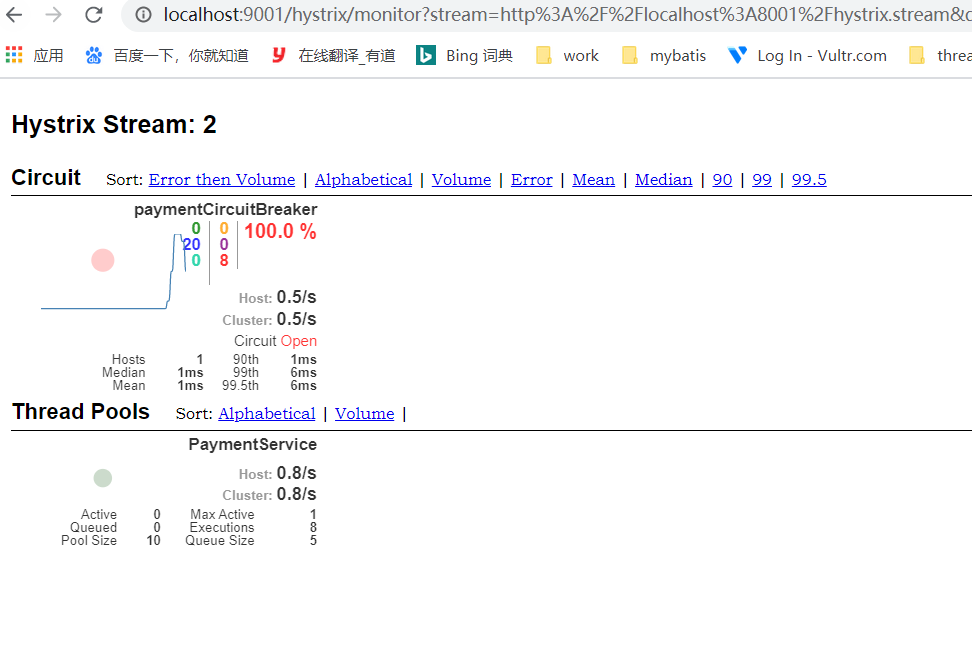 localhost:9001/hystrix/monitor?stream=http%3A%2F%2Flocalhost%3A8001%2Fhystrix.stream&
应用 百度一下，你就知道 在线翻译_有道 Bing 词典 work mybatis Log In - Vultr.com threa
Hystrix Stream: 2
Circuit Sort: Error then Volume | Alphabetical | Volume | Error | Mean | Median | 90 | 99 | 99.5
paymentCircuitBreaker
0 0 100.0 %
20 0
0 8
Host: 0.5/s
Cluster: 0.5/s
Circuit Open
Hosts 1 90th 1ms
Median 1ms 99th 6ms
Mean 1ms 99.5th 6ms
Thread Pools Sort: Alphabetical | Volume |
PaymentService
Host: 0.8/s
Cluster: 0.8/s
Active 0 Max Active 1
Queued 0 Executions 8
Pool Size 10 Queue Size 5